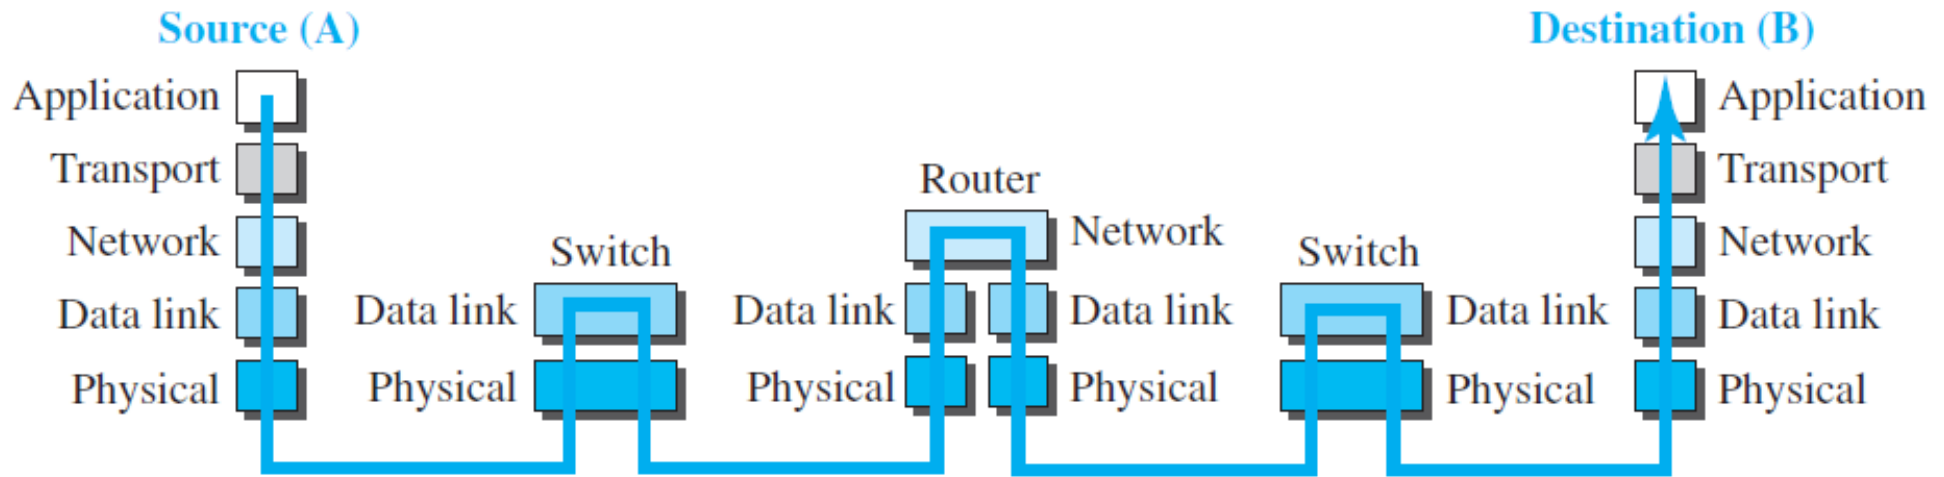 Source (A)
Destination (B)
Application
Transport
Network
Data link
Physical
Switch
Data link
Physical
Router
Network
Data link
Data link
Physical
Physical
Switch
Data link
Physical
Application
Transport
Network
Data link
Physical